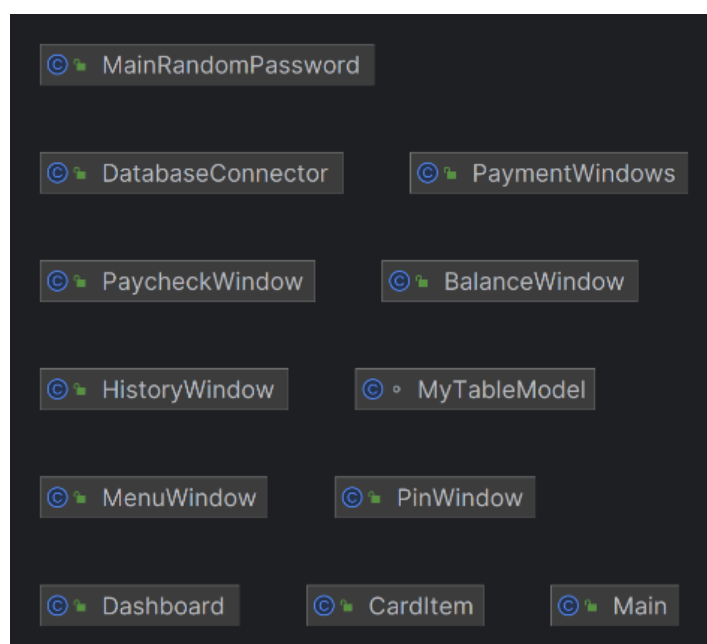 MainRandomPassword
DatabaseConnector PaymentWindows
PaycheckWindow BalanceWindow
HistoryWindow MyTableModel
MenuWindow PinWindow
Dashboard CardItem Main